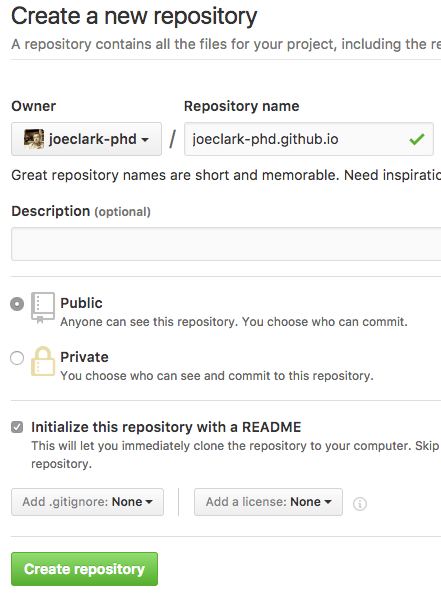 Create a new repository
A repository contains all the files for your project, including the re
Owner
Repository name
joeclark-phd / joeclark-phd.github.io
Great repository names are short and memorable. Need inspiratio
Description (optional)
Public
Anyone can see this repository. You choose who can commit.
Private
You choose who can see and commit to this repository.
Initialize this repository with a README
This will let you immediately clone the repository to your computer. Skip
repository.
Add .gitignore: None
Add a license: None
Create repository